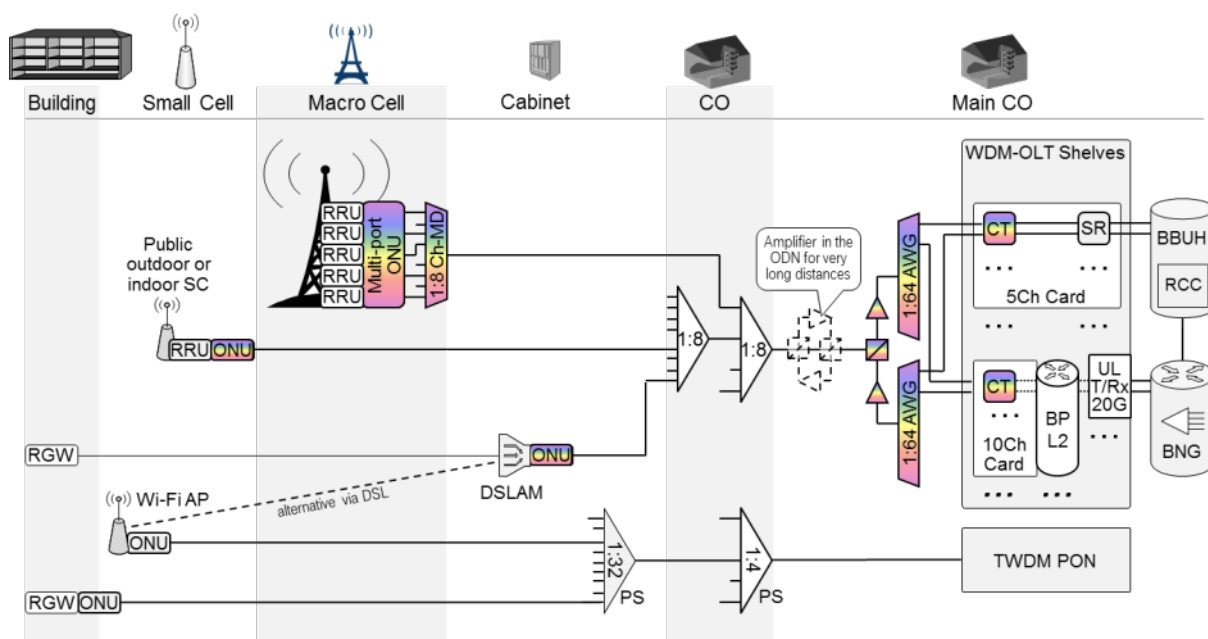 Building
Small Cell
Macro Cell
Cabinet
CO
Main CO
WDM-OLT Shelves
RRU
RRU
RRU
RRU
RRU
Multi-port
ONU
1:8 Ch-MD
Public
outdoor or
indoor SC
RRU
ONU
1:8
1:8
Amplifier in the
ODN for very
long distances
1:64 AWG
1:64 AWG
CT
SR
...
...
5Ch Card
...
...
BBUH
RCC
CT
...
10Ch
Card
BP
L2
UL
T/Rx
20G
...
...
...
BNG
RGW
DSLAM
ONU
Wi-Fi AP
alternative via DSL
ONU
RGW
ONU
1:32
PS
1:4
PS
TWDM PON